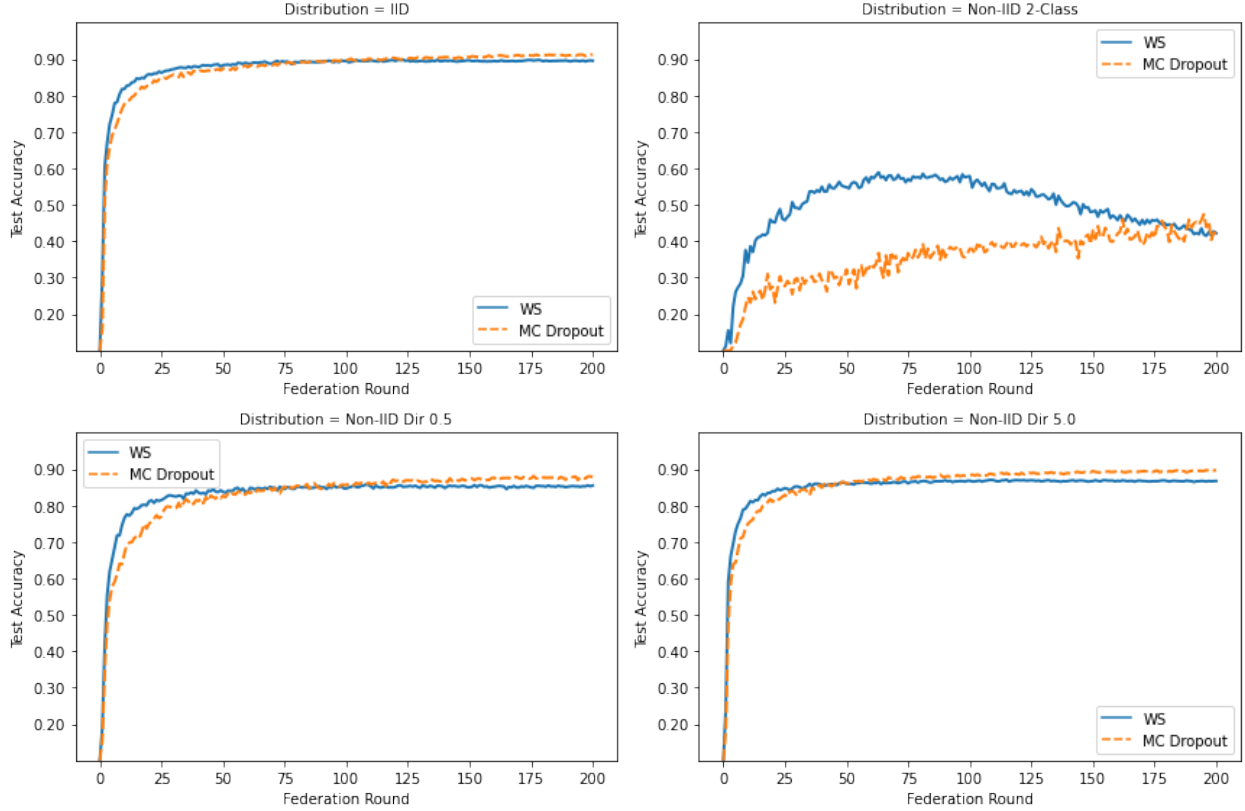 Distribution = IID
0.90
0.80
0.70
0.60
0.50
0.40
0.30
0.20
Test Accuracy
WS
MC Dropout
0 25 50 75 100 125 150 175 200
Federation Round
Distribution = Non-IID 2-Class
0.90
0.80
0.70
0.60
0.50
0.40
0.30
0.20
Test Accuracy
WS
MC Dropout
0 25 50 75 100 125 150 175 200
Federation Round
Distribution = Non-IID Dir 0.5
0.90
0.80
0.70
0.60
0.50
0.40
0.30
0.20
Test Accuracy
WS
MC Dropout
0 25 50 75 100 125 150 175 200
Federation Round
Distribution = Non-IID Dir 5.0
0.90
0.80
0.70
0.60
0.50
0.40
0.30
0.20
Test Accuracy
WS
MC Dropout
0 25 50 75 100 125 150 175 200
Federation Round